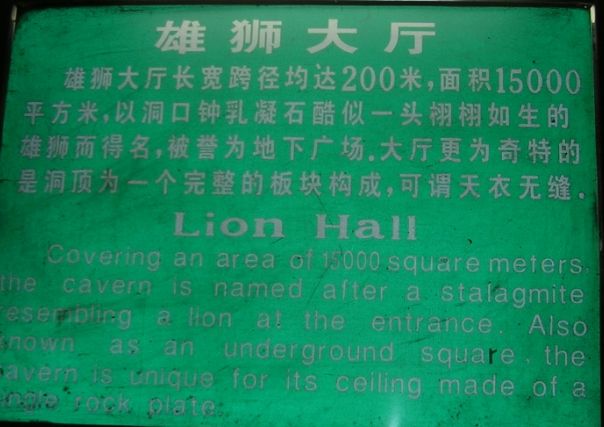 雄狮大厅
雄狮大厅长宽跨径均达200米，面积15000
平方米，以洞口钟乳凝石酷似一头栩栩如生的
雄狮而得名，被誉为地下广场．大厅更为奇特的
是洞顶为一个完整的板块构成，可谓天衣无缝．
Lion Hall
Covering an area of 15000 square meters,
the cavern is named after a stalagmite
resembling a lion at the entrance. Also
known as an underground square, the
cavern is unique for its ceiling made of a
single rock plate.